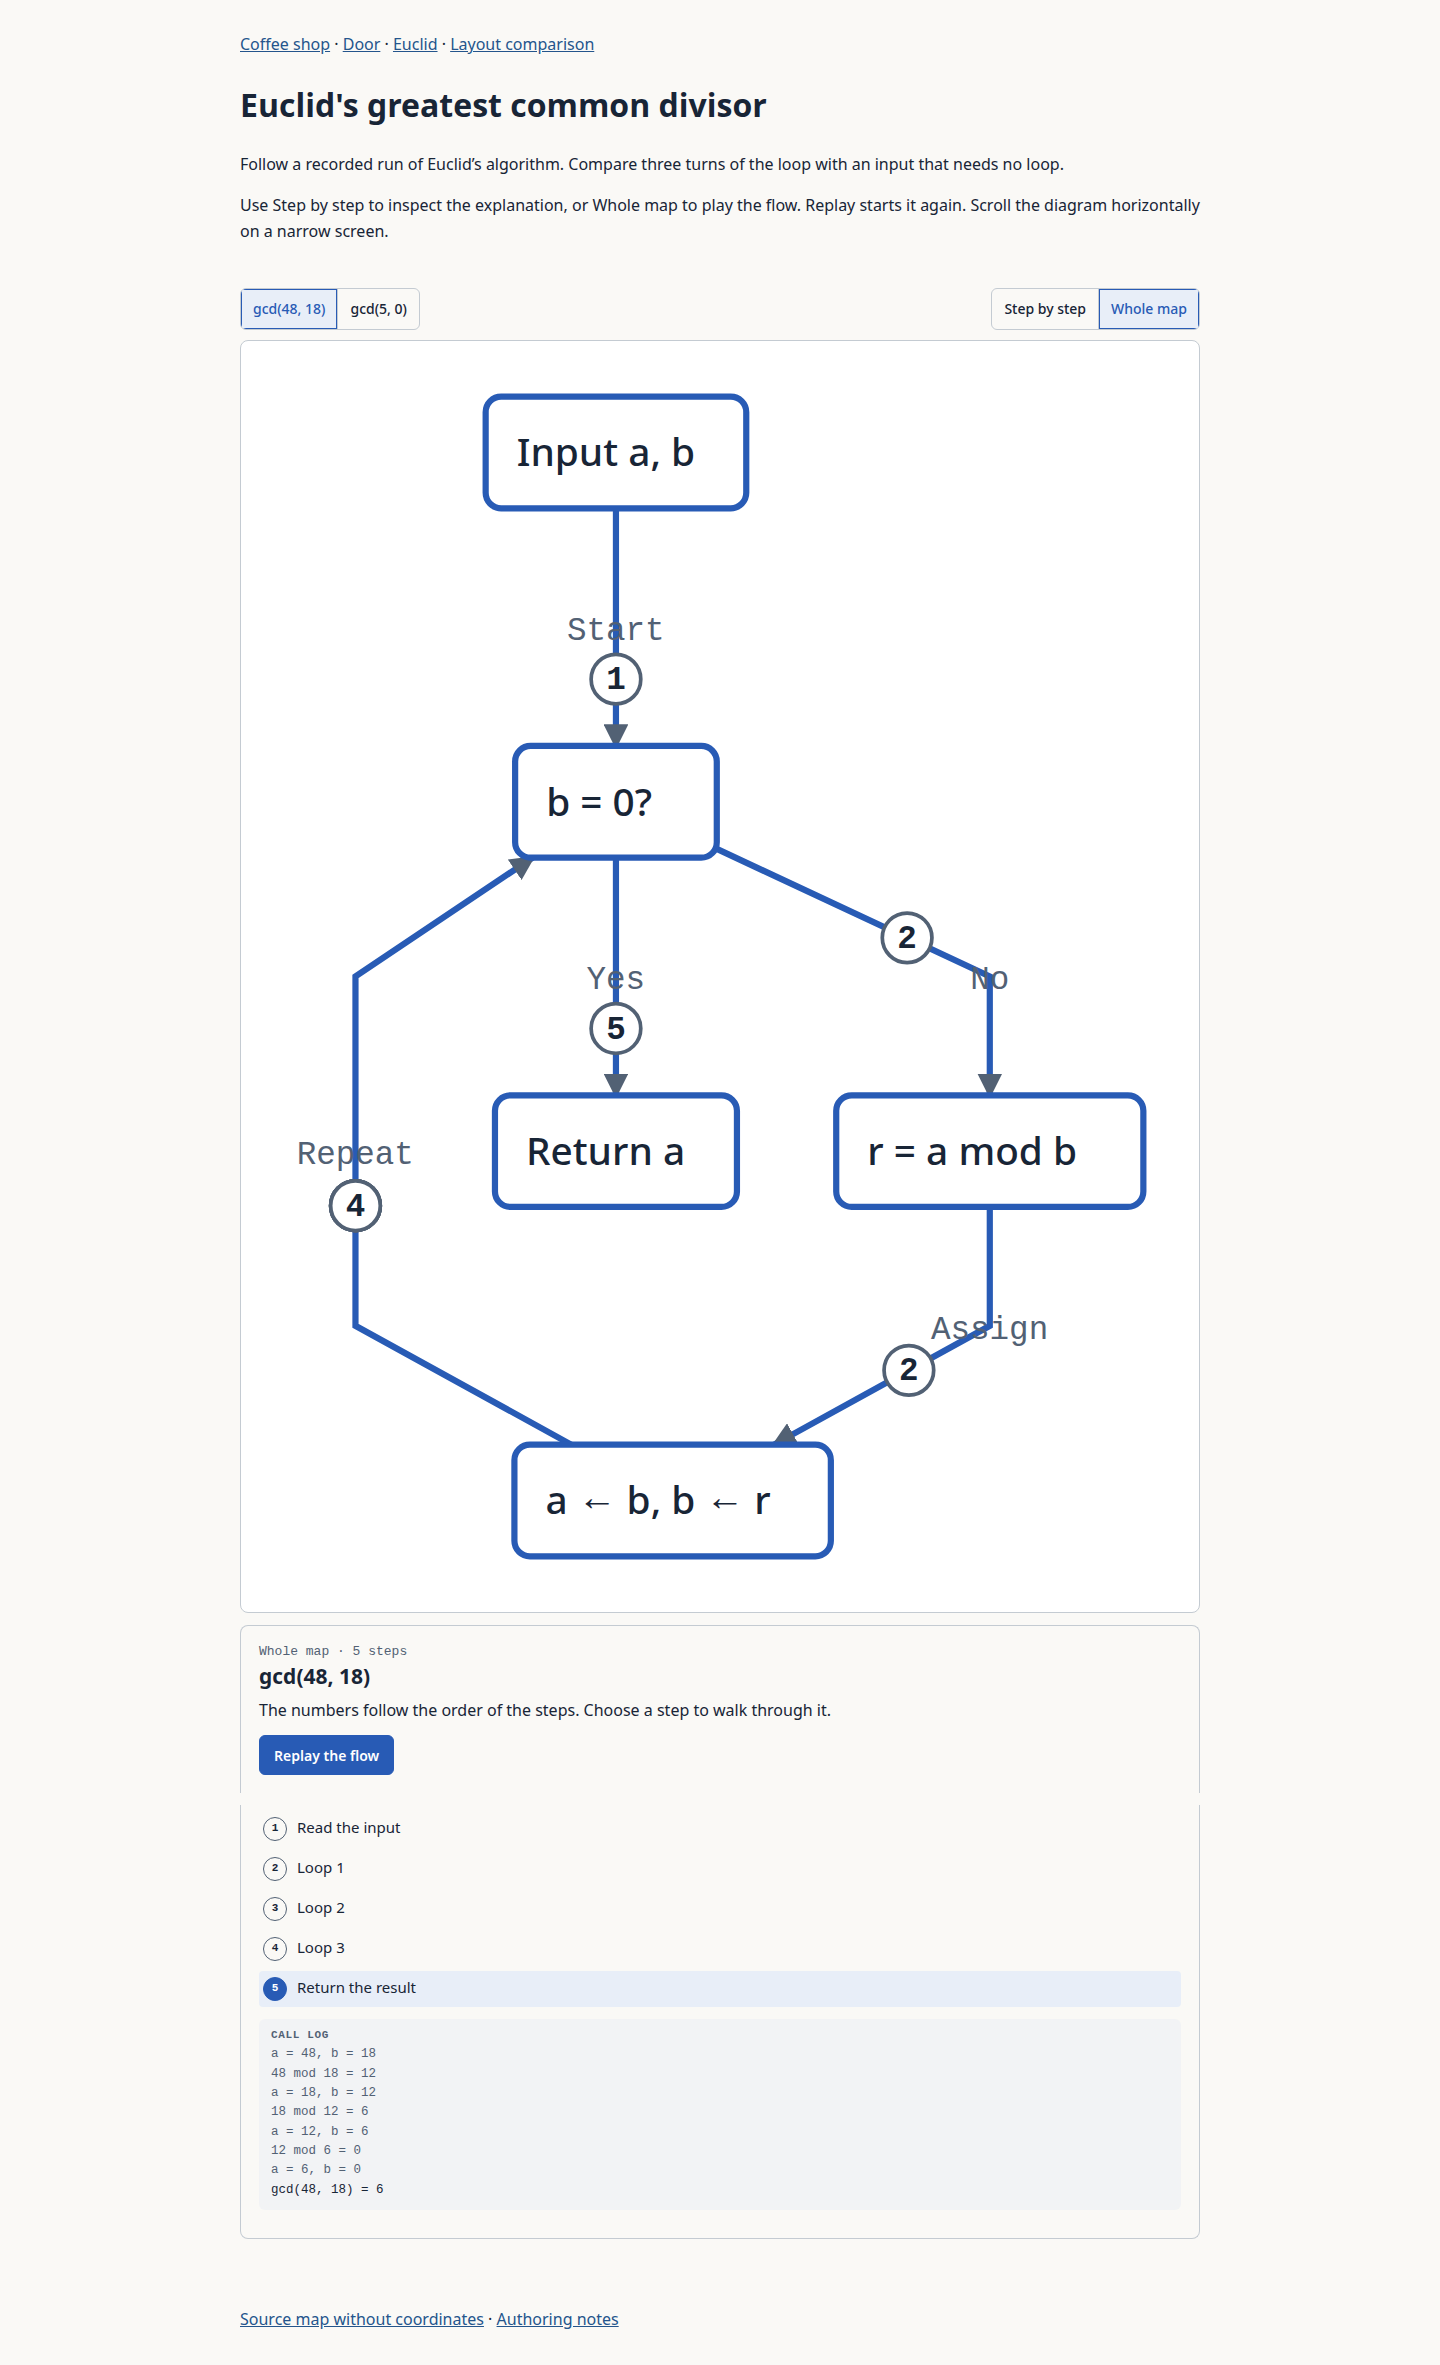 Coffee shop · Door · Euclid · Layout comparison
Euclid's greatest common divisor
Follow a recorded run of Euclid’s algorithm. Compare three turns of the loop with an input that needs no loop.
Use Step by step to inspect the explanation, or Whole map to play the flow. Replay starts it again. Scroll the diagram horizontally
on a narrow screen.
gcd(48, 18) gcd(5, 0) Step by step Whole map
Input a, b
Start
1
b = 0?
2
Yes No
5
Return a r = a mod b
Repeat
4
Assign
2
a ← b, b ← r
Whole map · 5 steps
gcd(48, 18)
The numbers follow the order of the steps. Choose a step to walk through it.
Replay the flow
1 Read the input
2 Loop 1
3 Loop 2
4 Loop 3
5 Return the result
CALL LOG
a = 48, b = 18
48 mod 18 = 12
a = 18, b = 12
18 mod 12 = 6
a = 12, b = 6
12 mod 6 = 0
a = 6, b = 0
gcd(48, 18) = 6
Source map without coordinates · Authoring notes